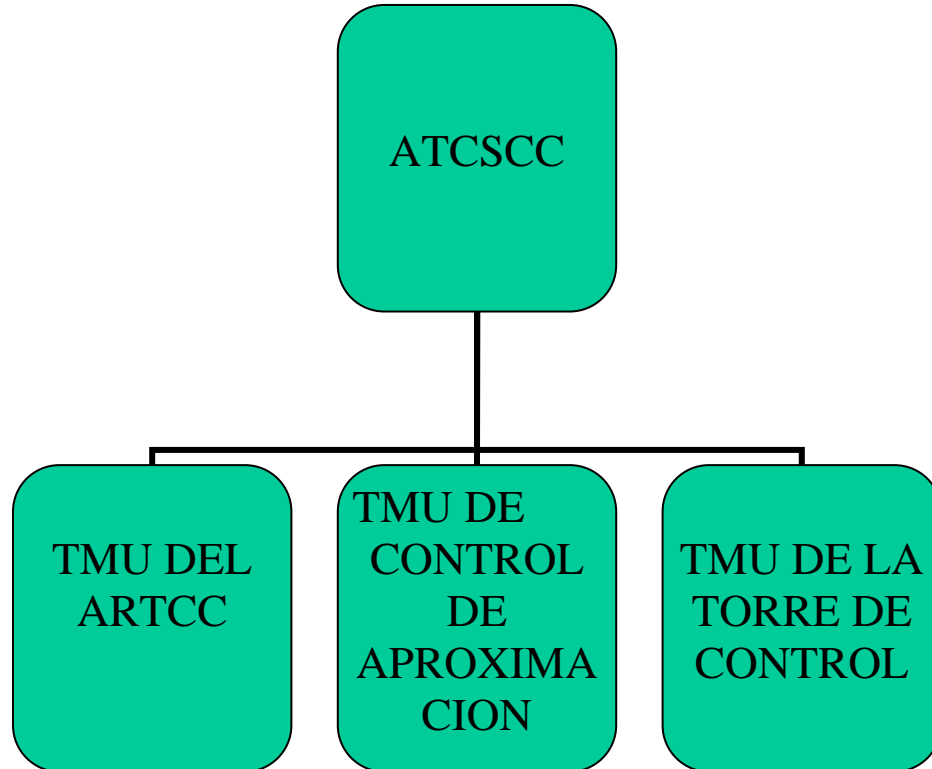 ATCSCC
TMU DEL
ARTCC
TMU DE
CONTROL
DE
APROXIMA
CION
TMU DE LA
TORRE DE
CONTROL